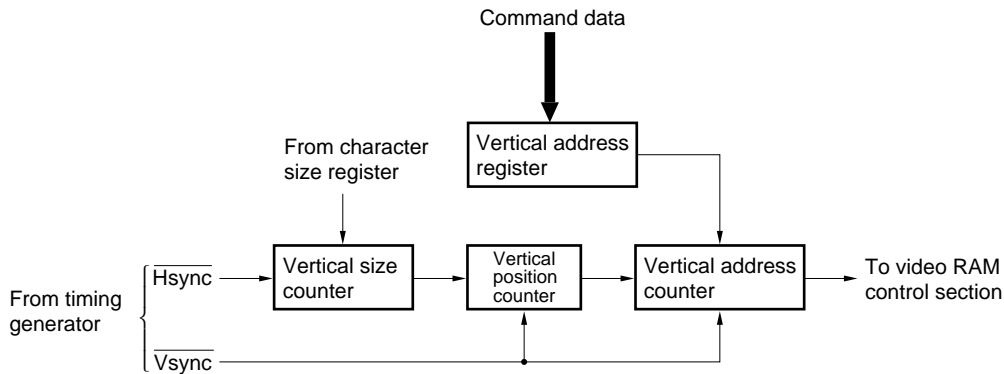 Command data
Vertical address
register
From character
size register
From timing
generator
Hsync
Vsync
Vertical size
counter
Vertical
position
counter
Vertical address
counter
To video RAM
control section